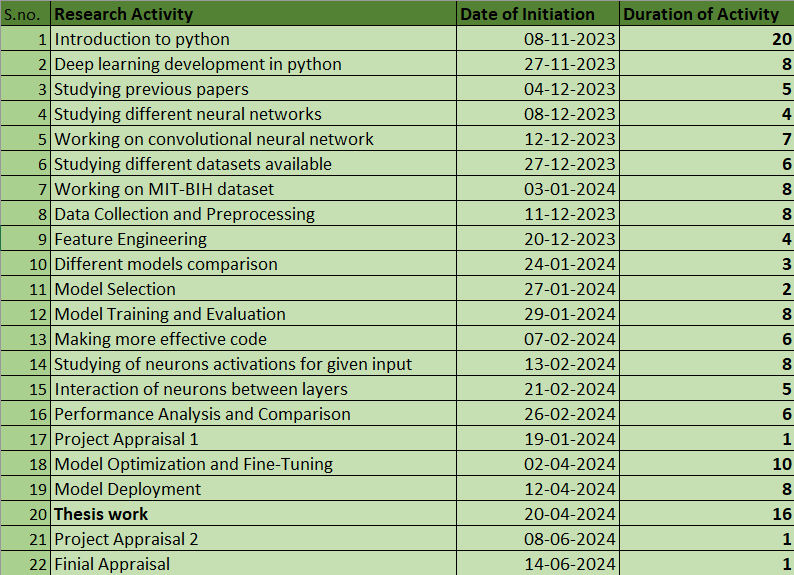 S.no. Research Activity Date of Initiation Duration of Activity
1 Introduction to python 08-11-2023 20
2 Deep learning development in python 27-11-2023 8
3 Studying previous papers 04-12-2023 5
4 Studying different neural networks 08-12-2023 4
5 Working on convolutional neural network 12-12-2023 7
6 Studying different datasets available 27-12-2023 6
7 Working on MIT-BIH dataset 03-01-2024 8
8 Data Collection and Preprocessing 11-12-2023 8
9 Feature Engineering 20-12-2023 4
10 Different models comparison 24-01-2024 3
11 Model Selection 27-01-2024 2
12 Model Training and Evaluation 29-01-2024 8
13 Making more effective code 07-02-2024 6
14 Studying of neurons activations for given input 13-02-2024 8
15 Interaction of neurons between layers 21-02-2024 5
16 Performance Analysis and Comparison 26-02-2024 6
17 Project Appraisal 1 19-01-2024 1
18 Model Optimization and Fine-Tuning 02-04-2024 10
19 Model Deployment 12-04-2024 8
20 Thesis work 20-04-2024 16
21 Project Appraisal 2 08-06-2024 1
22 Finial Appraisal 14-06-2024 1